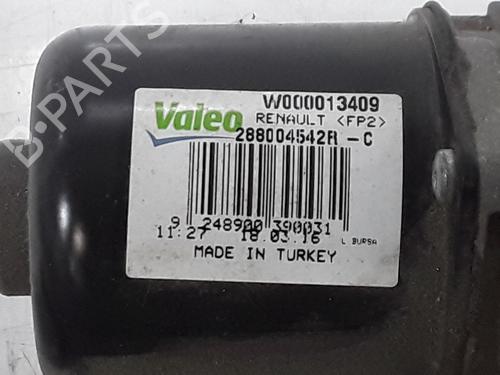 W000013409
Valeo
RENAULT <FP2>
288004542R -C
9 248900 390031
11:27 18.03.16 L BURSA
MADE IN TURKEY
B-PARTS